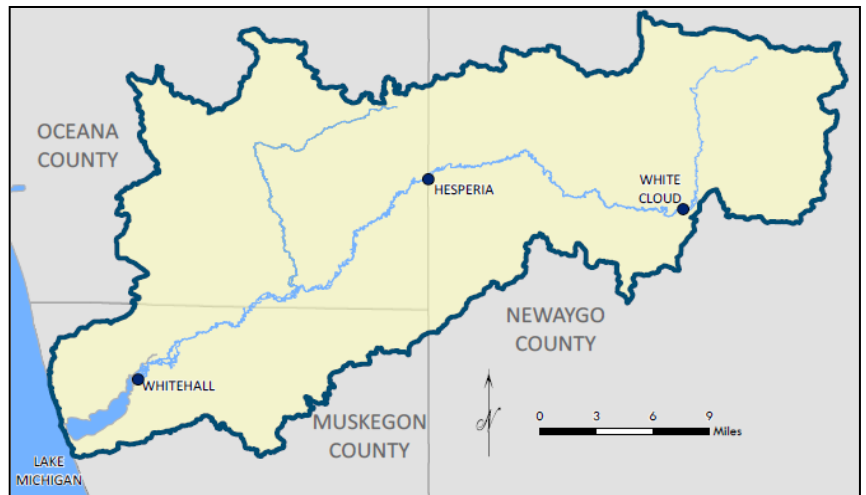 OCEANA
COUNTY
HESPERIA
WHITE
CLOUD
NEWAYGO
COUNTY
WHITEHALL
MUSKEGON
COUNTY
N
0 3 6 9
Miles
LAKE
MICHIGAN